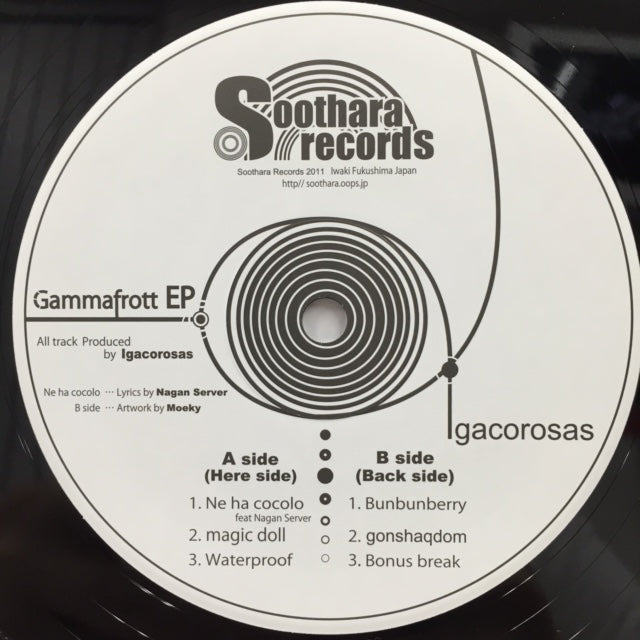 Soothara
records
Soothara Records 2011 Iwaki Fukushima Japan
http// soothara.oops.jp
Gammafrott EP
All track Produced
by Igacorosas
Ne ha cocolo ··· Lyrics by Nagan Server
B side ··· Artwork by Moeky
Igacorosas
A side
(Here side)
1. Ne ha cocolo
feat Nagan Server
2. magic doll
3. Waterproof
B side
(Back side)
1. Bunbunberry
2. gonshaqdom
3. Bonus break